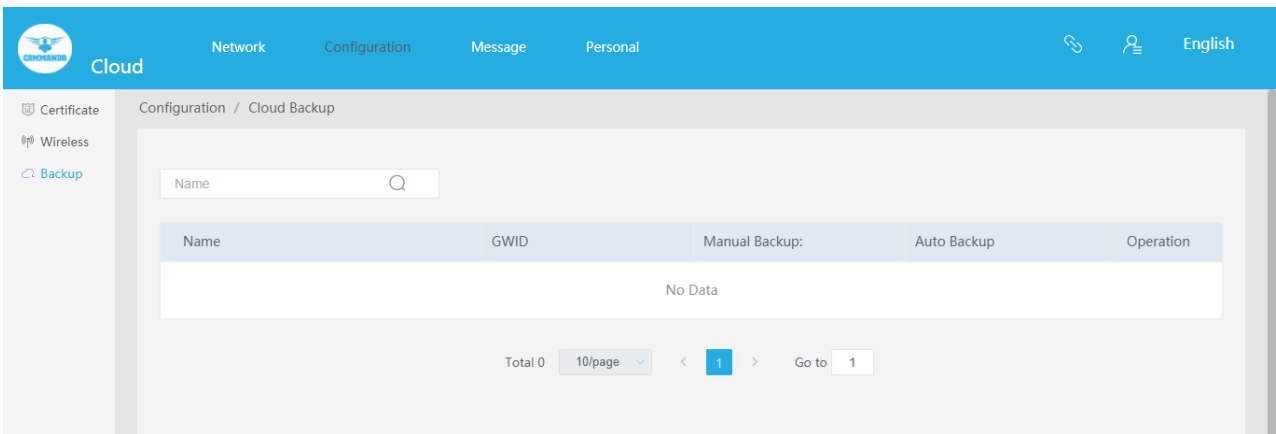 COMMANDO
Cloud
Network Configuration Message Personal English
Certificate
Wireless
Backup
Configuration / Cloud Backup
Name
Name GWID Manual Backup: Auto Backup Operation
No Data
Total 0 10/page < 1 > Go to 1